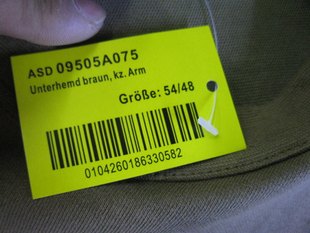 ASD 09505A075
Unterhemd braun, kz. Arm
Größe: 54/48
0104260186330582